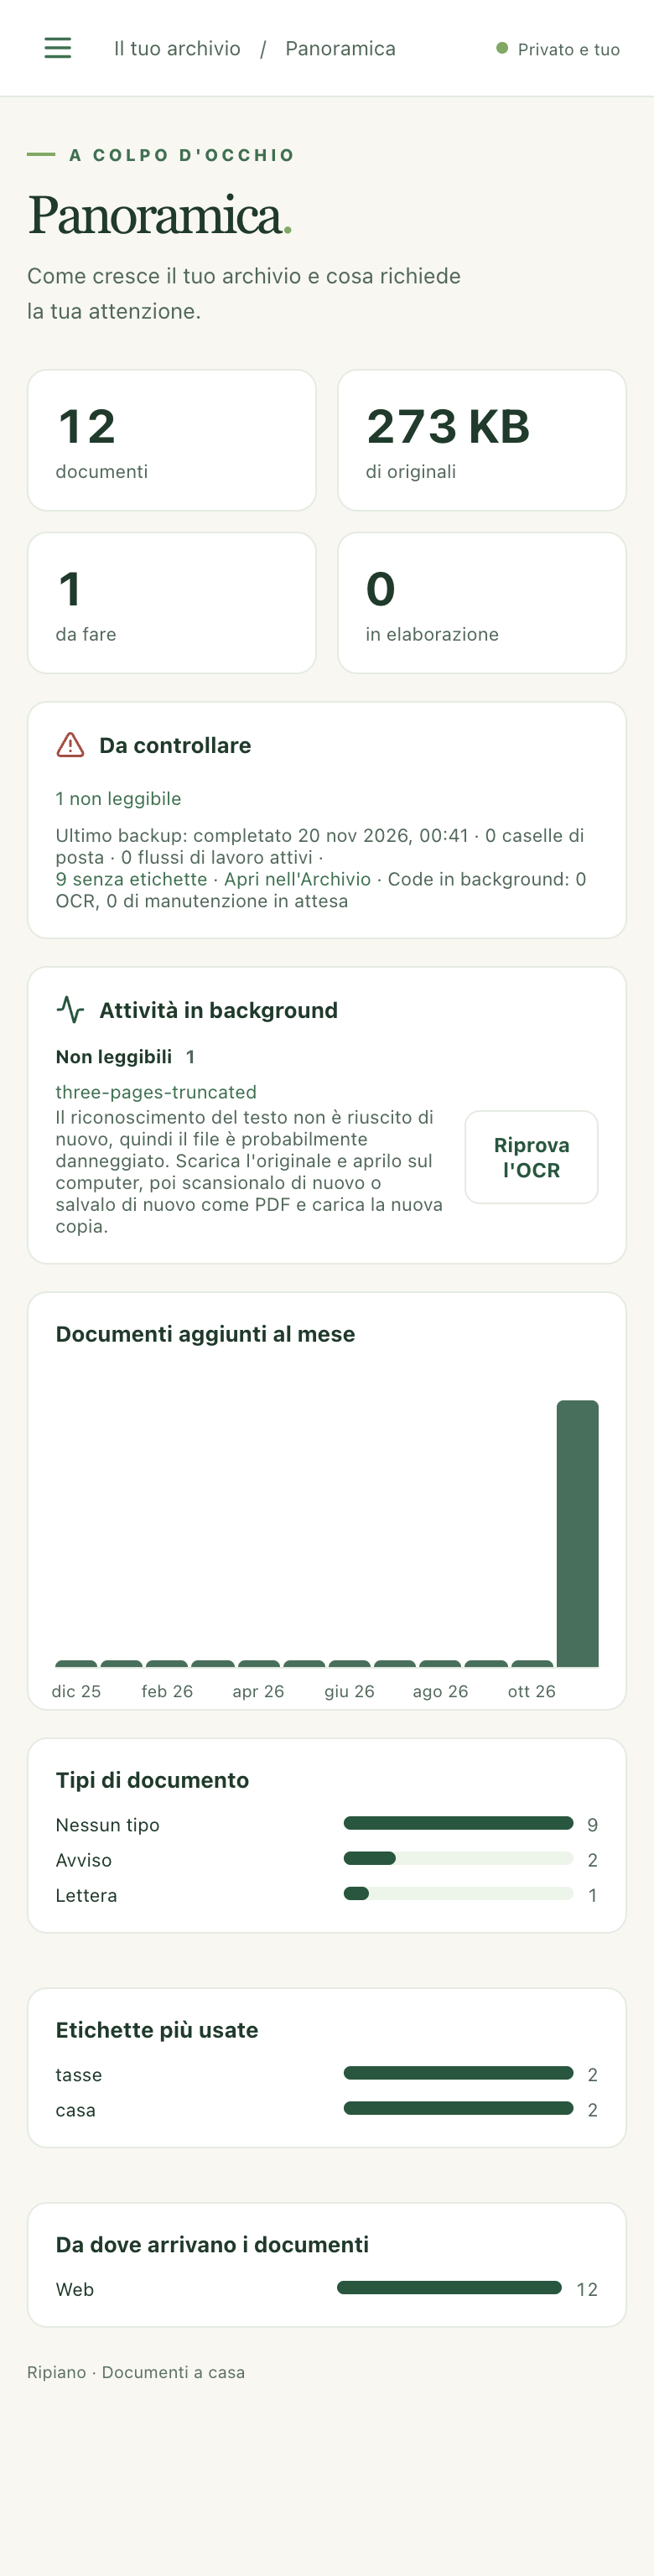 Il tuo archivio / Panoramica
Privato e tuo
A COLPO D'OCCHIO
Panoramica.
Come cresce il tuo archivio e cosa richiede
la tua attenzione.
12
documenti
273 KB
di originali
1
da fare
0
in elaborazione
Da controllare
1 non leggibile
Ultimo backup: completato 20 nov 2026, 00:41 · 0 caselle di
posta · 0 flussi di lavoro attivi ·
9 senza etichette · Apri nell'Archivio · Code in background: 0
OCR, 0 di manutenzione in attesa
Attività in background
Non leggibili 1
three-pages-truncated
Il riconoscimento del testo non è riuscito di
nuovo, quindi il file è probabilmente
danneggiato. Scarica l'originale e aprilo sul
computer, poi scansionalo di nuovo o
salvalo di nuovo come PDF e carica la nuova
copia.
Riprova
l'OCR
Documenti aggiunti al mese
dic 25 feb 26 apr 26 giu 26 ago 26 ott 26
Tipi di documento
Nessun tipo 9
Avviso 2
Lettera 1
Etichette più usate
tasse 2
casa 2
Da dove arrivano i documenti
Web 12
Ripiano · Documenti a casa